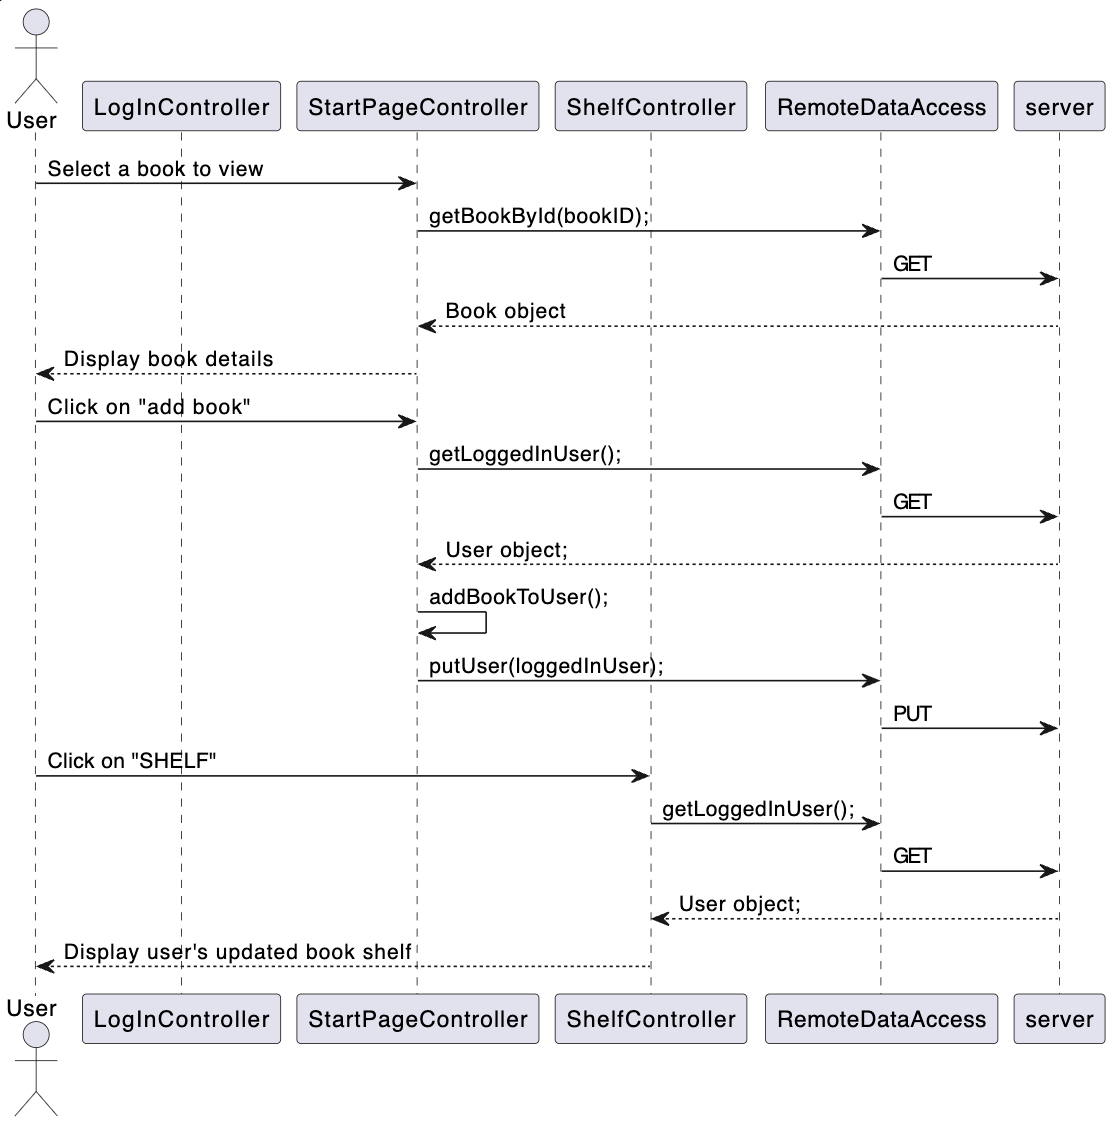 User
LogInController
StartPageController
ShelfController
RemoteDataAccess
server
Select a book to view
getBookById(bookID);
GET
Book object
Display book details
Click on "add book"
getLoggedInUser();
GET
User object;
addBookToUser();
putUser(loggedInUser);
PUT
Click on "SHELF"
getLoggedInUser();
GET
User object;
Display user's updated book shelf
User
LogInController
StartPageController
ShelfController
RemoteDataAccess
server